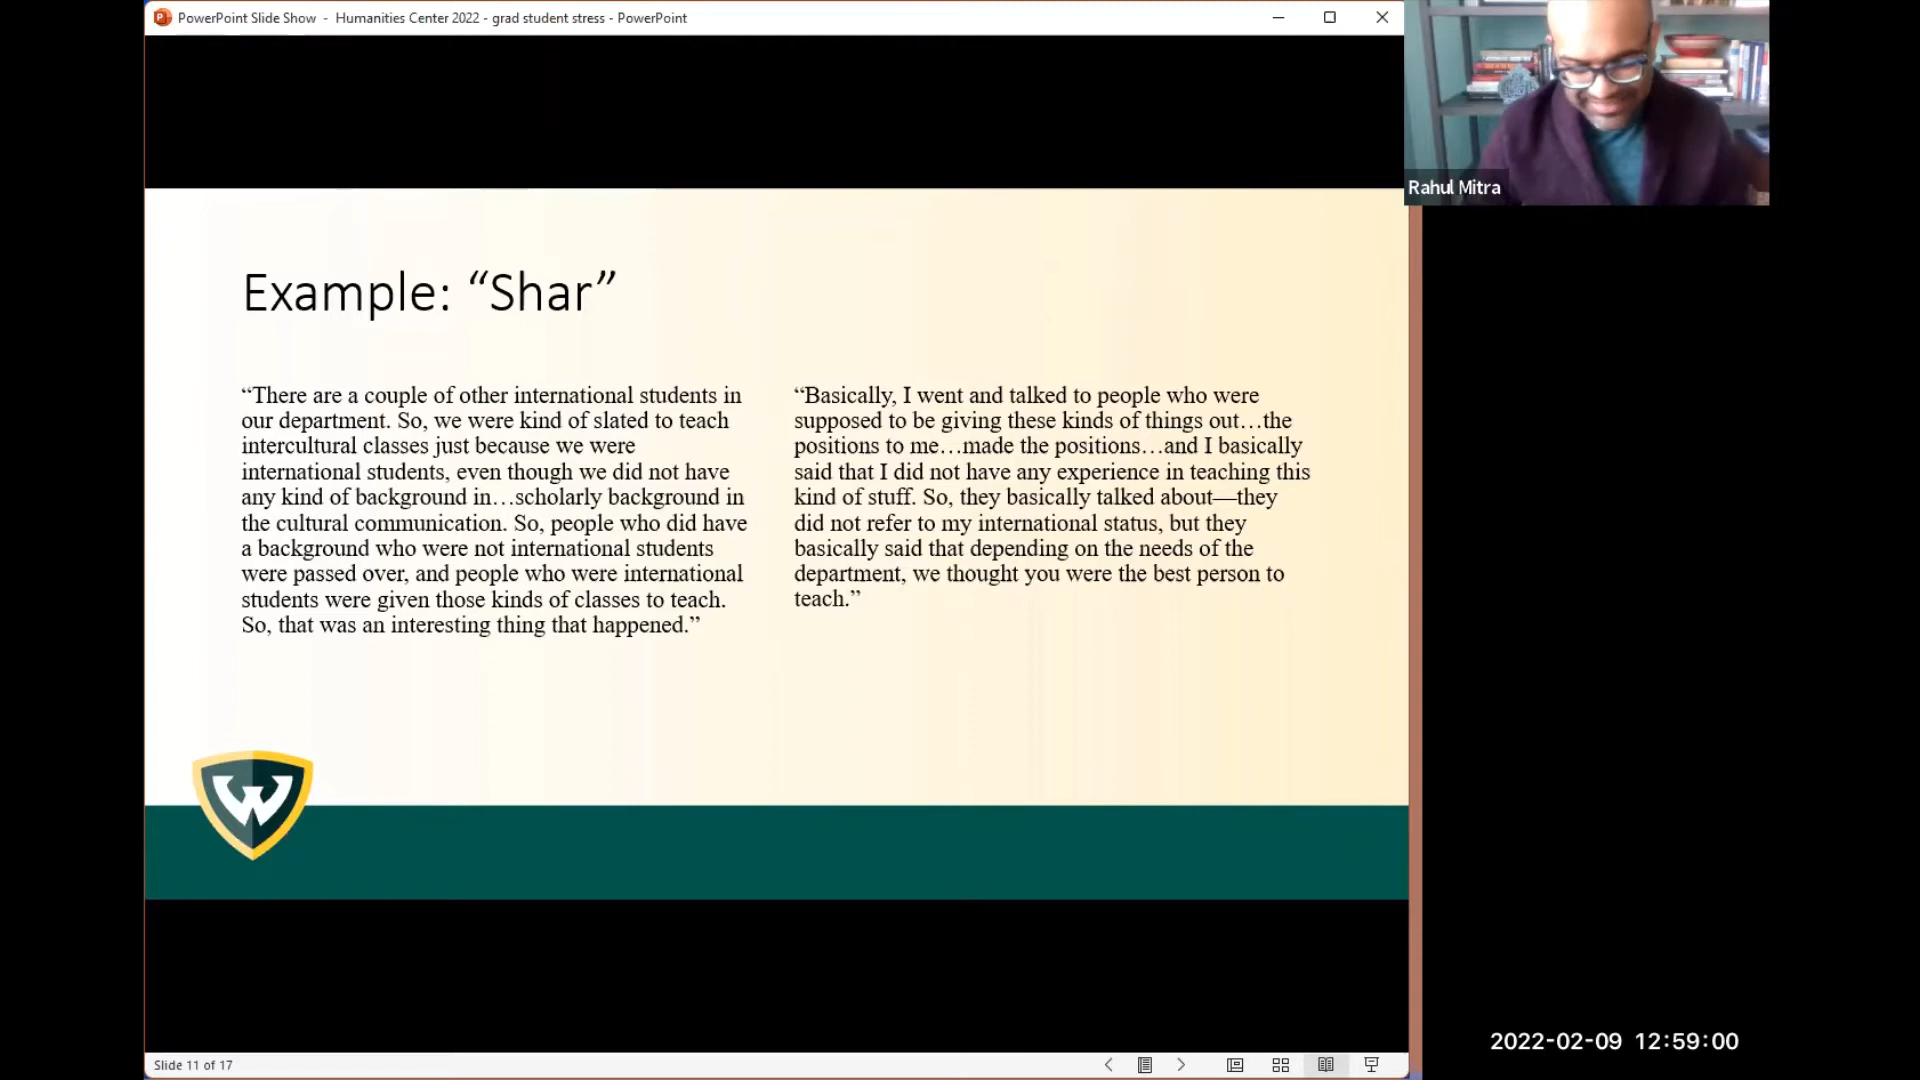 PowerPoint Slide Show - Humanities Center 2022 - grad student stress - PowerPoint
Rahul Mitra
Example: “Shar”
“There are a couple of other international students in
our department. So, we were kind of slated to teach
intercultural classes just because we were
international students, even though we did not have
any kind of background in…scholarly background in
the cultural communication. So, people who did have
a background who were not international students
were passed over, and people who were international
students were given those kinds of classes to teach.
So, that was an interesting thing that happened.”
“Basically, I went and talked to people who were
supposed to be giving these kinds of things out…the
positions to me…made the positions…and I basically
said that I did not have any experience in teaching this
kind of stuff. So, they basically talked about—they
did not refer to my international status, but they
basically said that depending on the needs of the
department, we thought you were the best person to
teach.”
W
Slide 11 of 17
2022-02-09 12:59:00